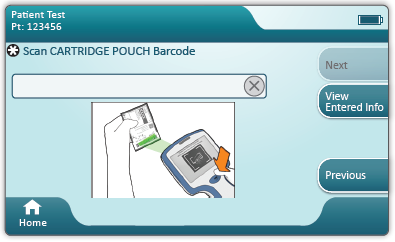 Patient Test
Pt: 123456
Scan CARTRIDGE POUCH Barcode
Next
View
Entered Info
Previous
Home